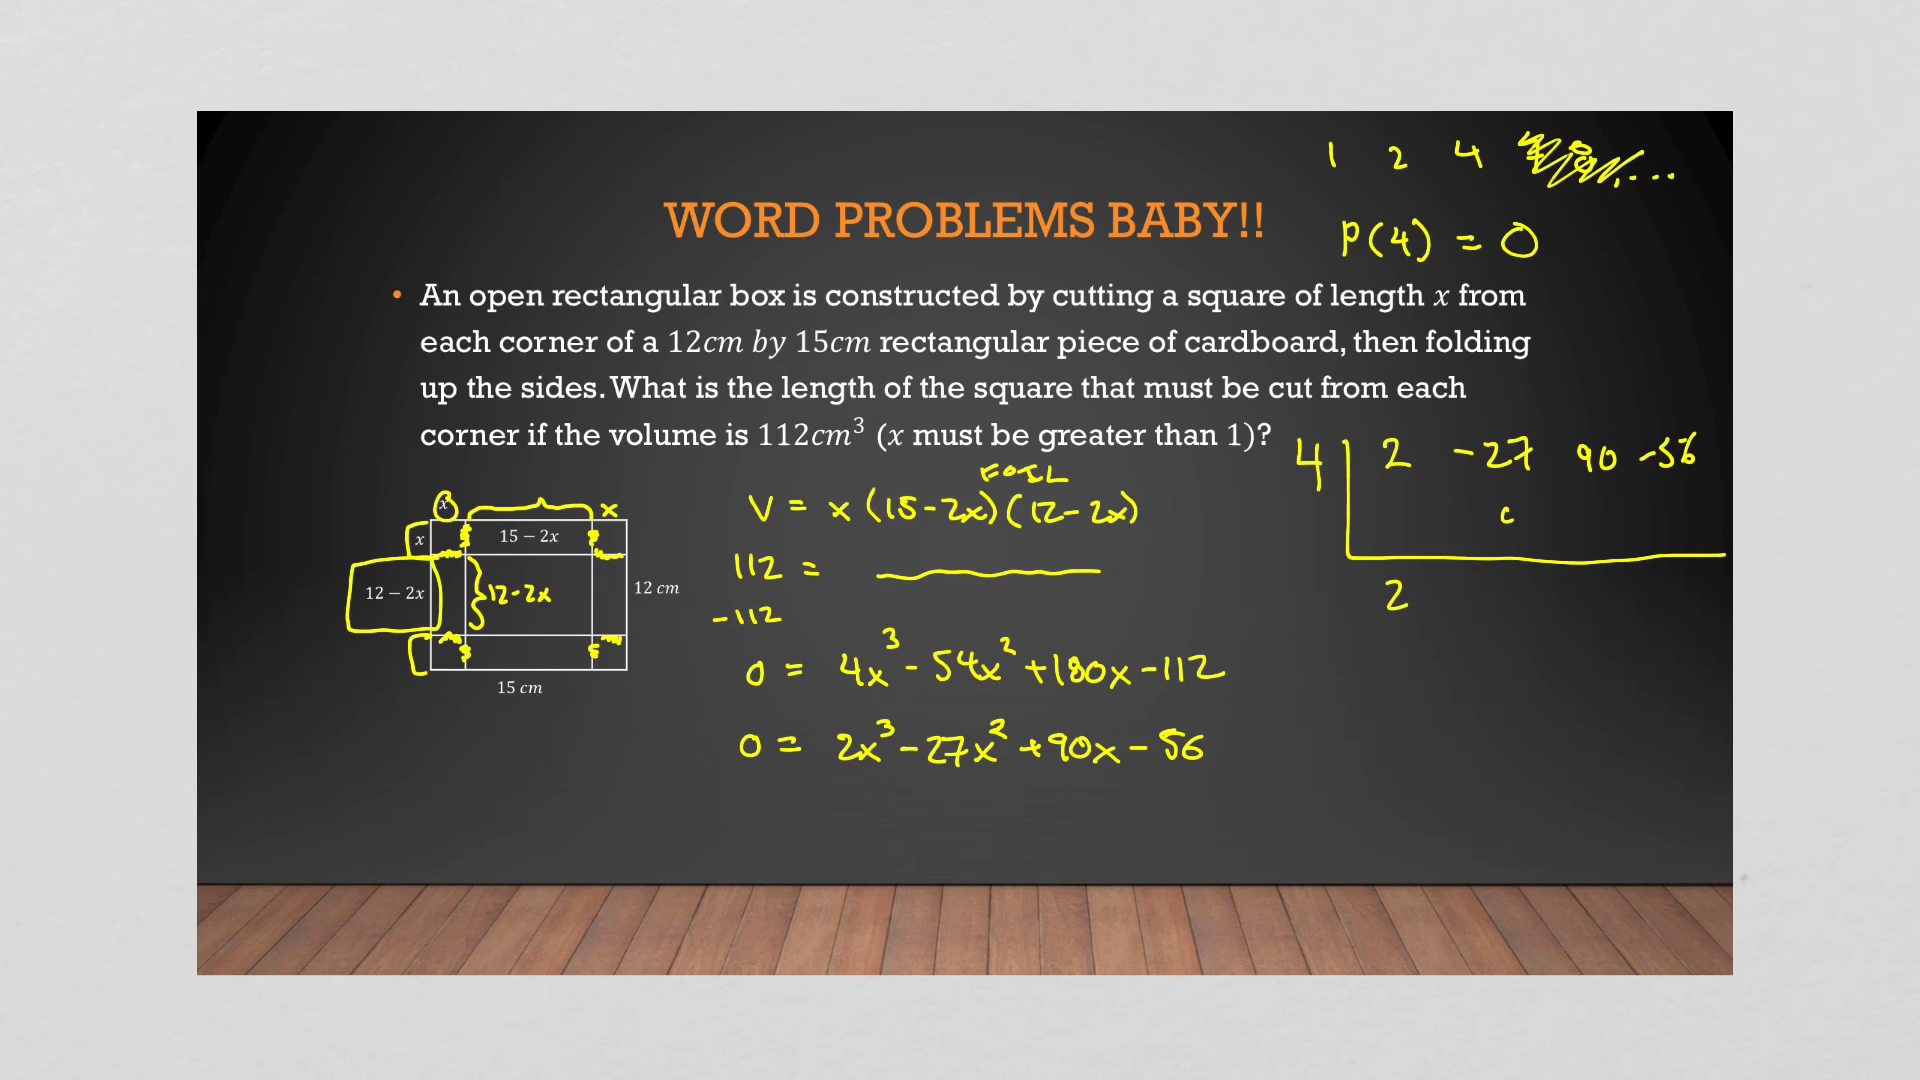 1 2 4 ...
P(4) = 0
WORD PROBLEMS BABY!!
• An open rectangular box is constructed by cutting a square of length x from
each corner of a 12cm by 15cm rectangular piece of cardboard, then folding
up the sides. What is the length of the square that must be cut from each
corner if the volume is 112cm³ (x must be greater than 1)?
FOIL
V = x (15-2x)(12-2x)
112 =
-112
0 = 4x³ - 54x² + 180x - 112
0 = 2x³ - 27x² + 90x - 56
x
x
x
15 − 2x
12 − 2x
12-2x
12 cm
15 cm
4 2 -27 90 -56
2